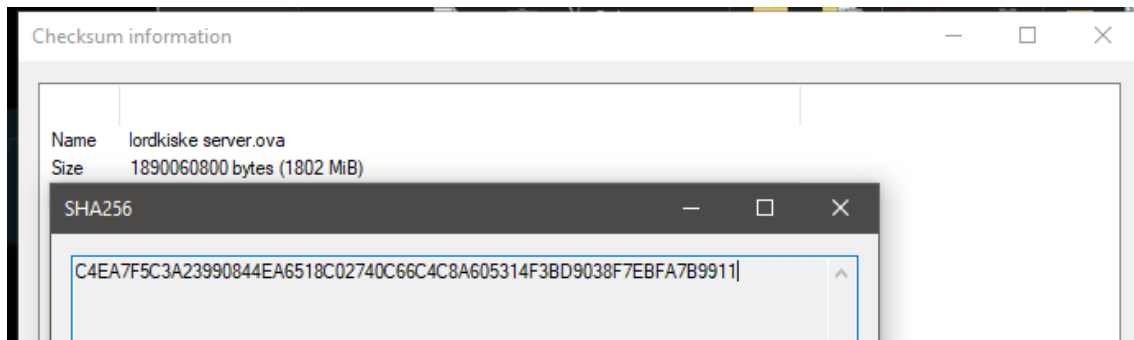 Checksum information
Name lordkiske server.ova
Size 1890060800 bytes (1802 MiB)
SHA256
C4EA7F5C3A23990844EA6518C02740C66C4C8A605314F3BD9038F7EBFA7B9911